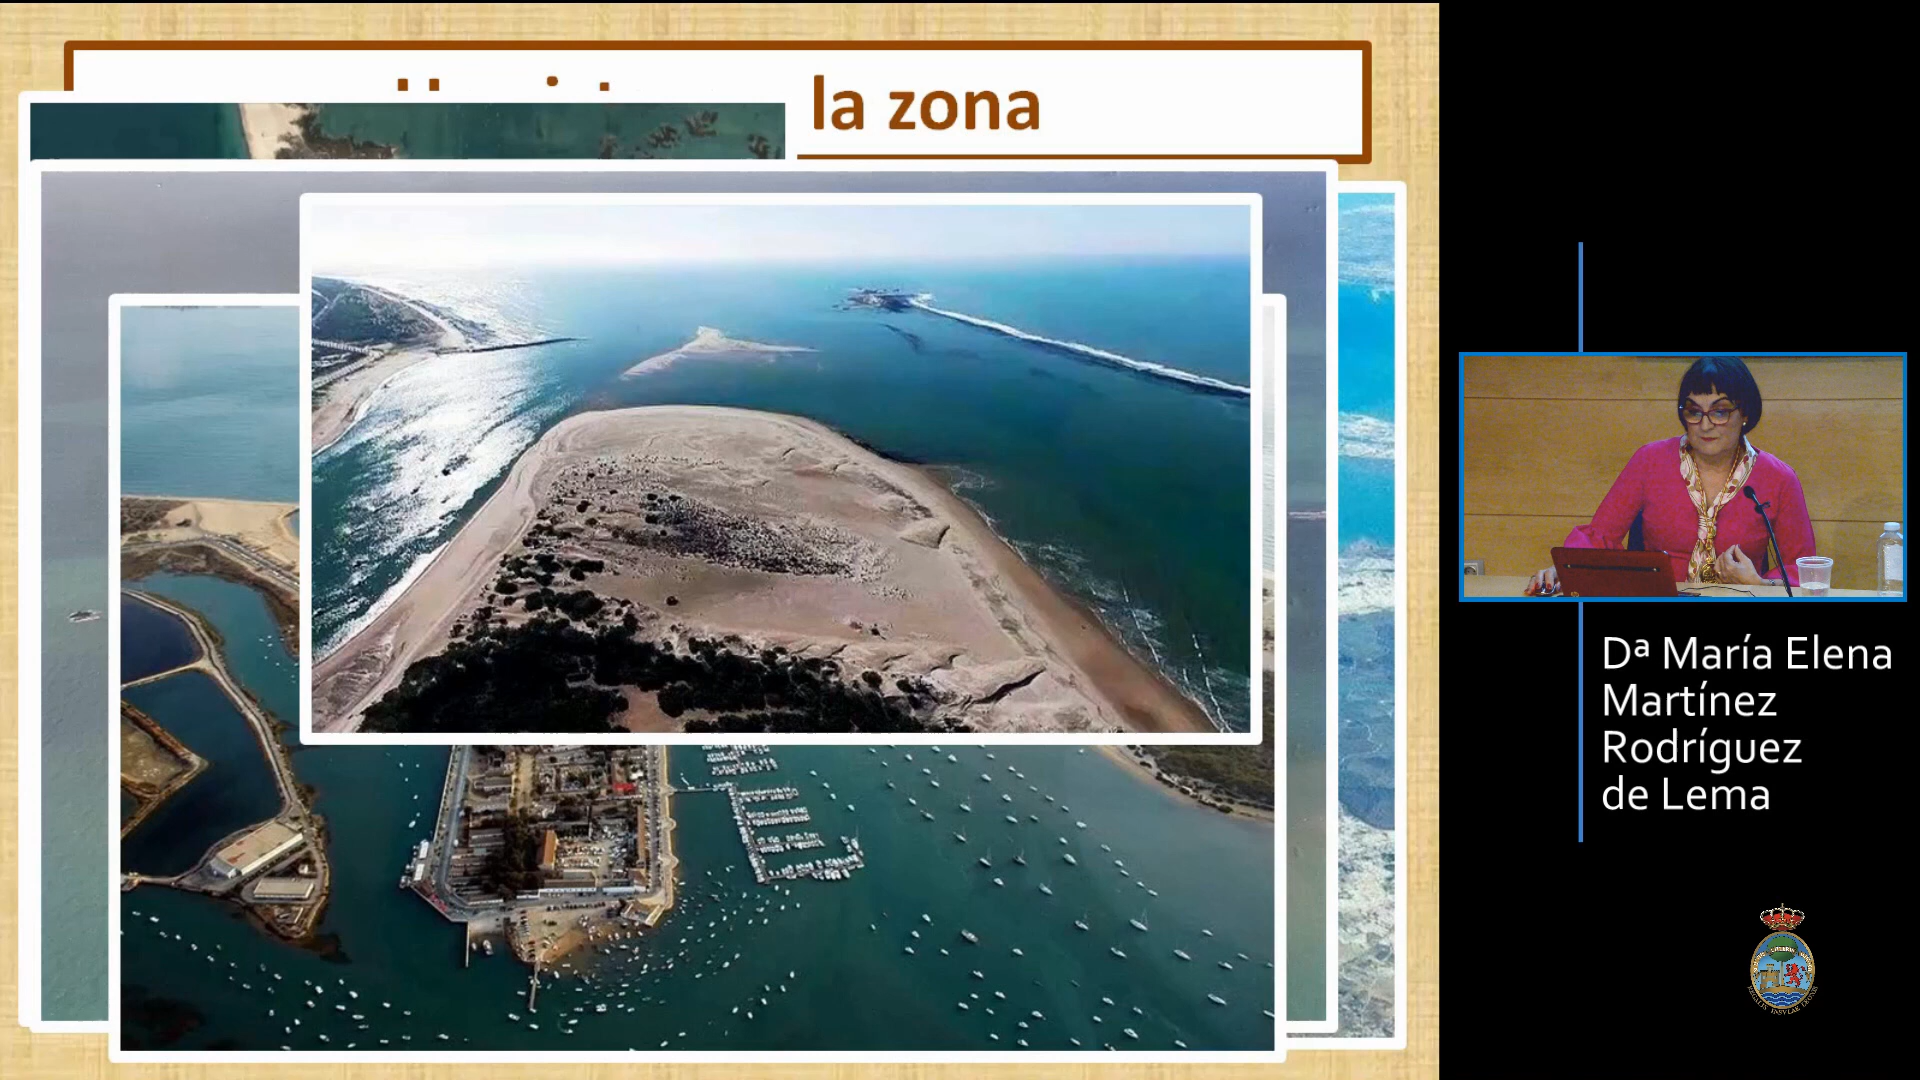 la zona
Dª María Elena
Martínez
Rodríguez
de Lema